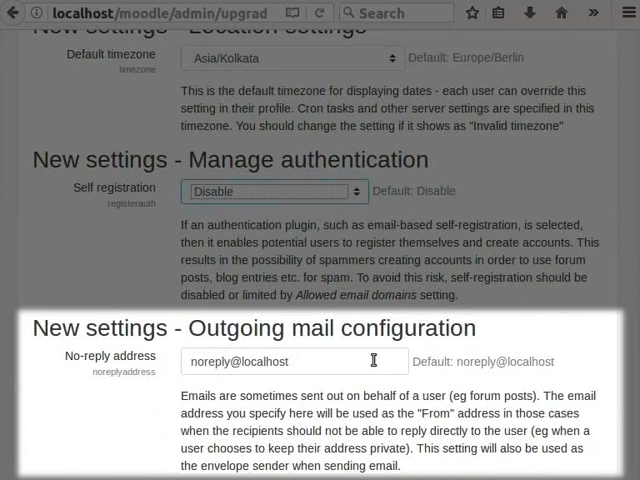 localhost/moodle/admin/upgrad
Search
New settings - Location settings
Default timezone
timezone
Asia/Kolkata
Default: Europe/Berlin
This is the default timezone for displaying dates - each user can override this
setting in their profile. Cron tasks and other server settings are specified in this
timezone. You should change the setting if it shows as "Invalid timezone"
New settings - Manage authentication
Self registration
registerauth
Disable
Default: Disable
If an authentication plugin, such as email-based self-registration, is selected,
then it enables potential users to register themselves and create accounts. This
results in the possibility of spammers creating accounts in order to use forum
posts, blog entries etc. for spam. To avoid this risk, self-registration should be
disabled or limited by Allowed email domains setting.
New settings - Outgoing mail configuration
No-reply address
noreplyaddress
noreply@localhost
Default: noreply@localhost
Emails are sometimes sent out on behalf of a user (eg forum posts). The email
address you specify here will be used as the "From" address in those cases
when the recipients should not be able to reply directly to the user (eg when a
user chooses to keep their address private). This setting will also be used as
the envelope sender when sending email.